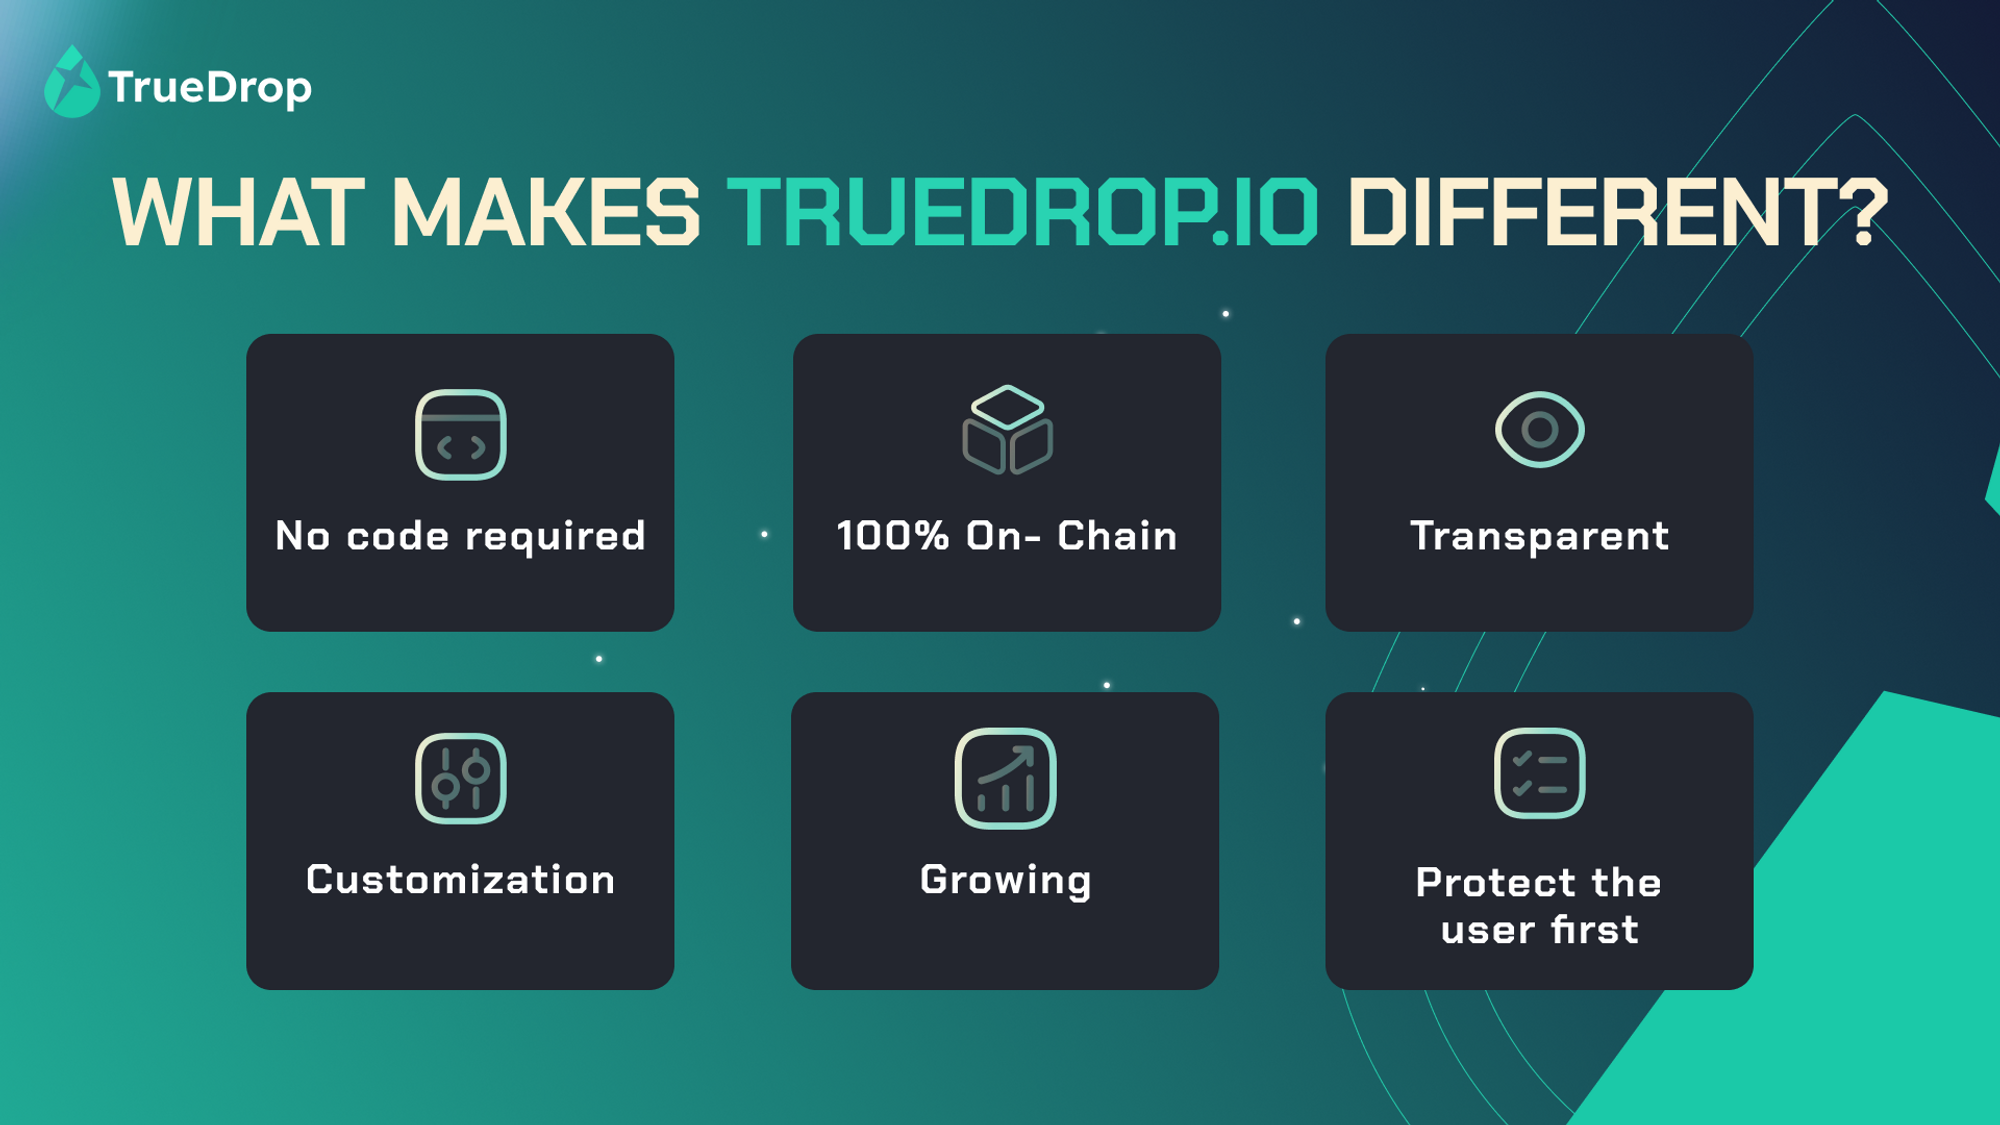 TrueDrop
WHAT MAKES TRUEDROP.IO DIFFERENT?
No code required
100% On- Chain
Transparent
Customization
Growing
Protect the
user first